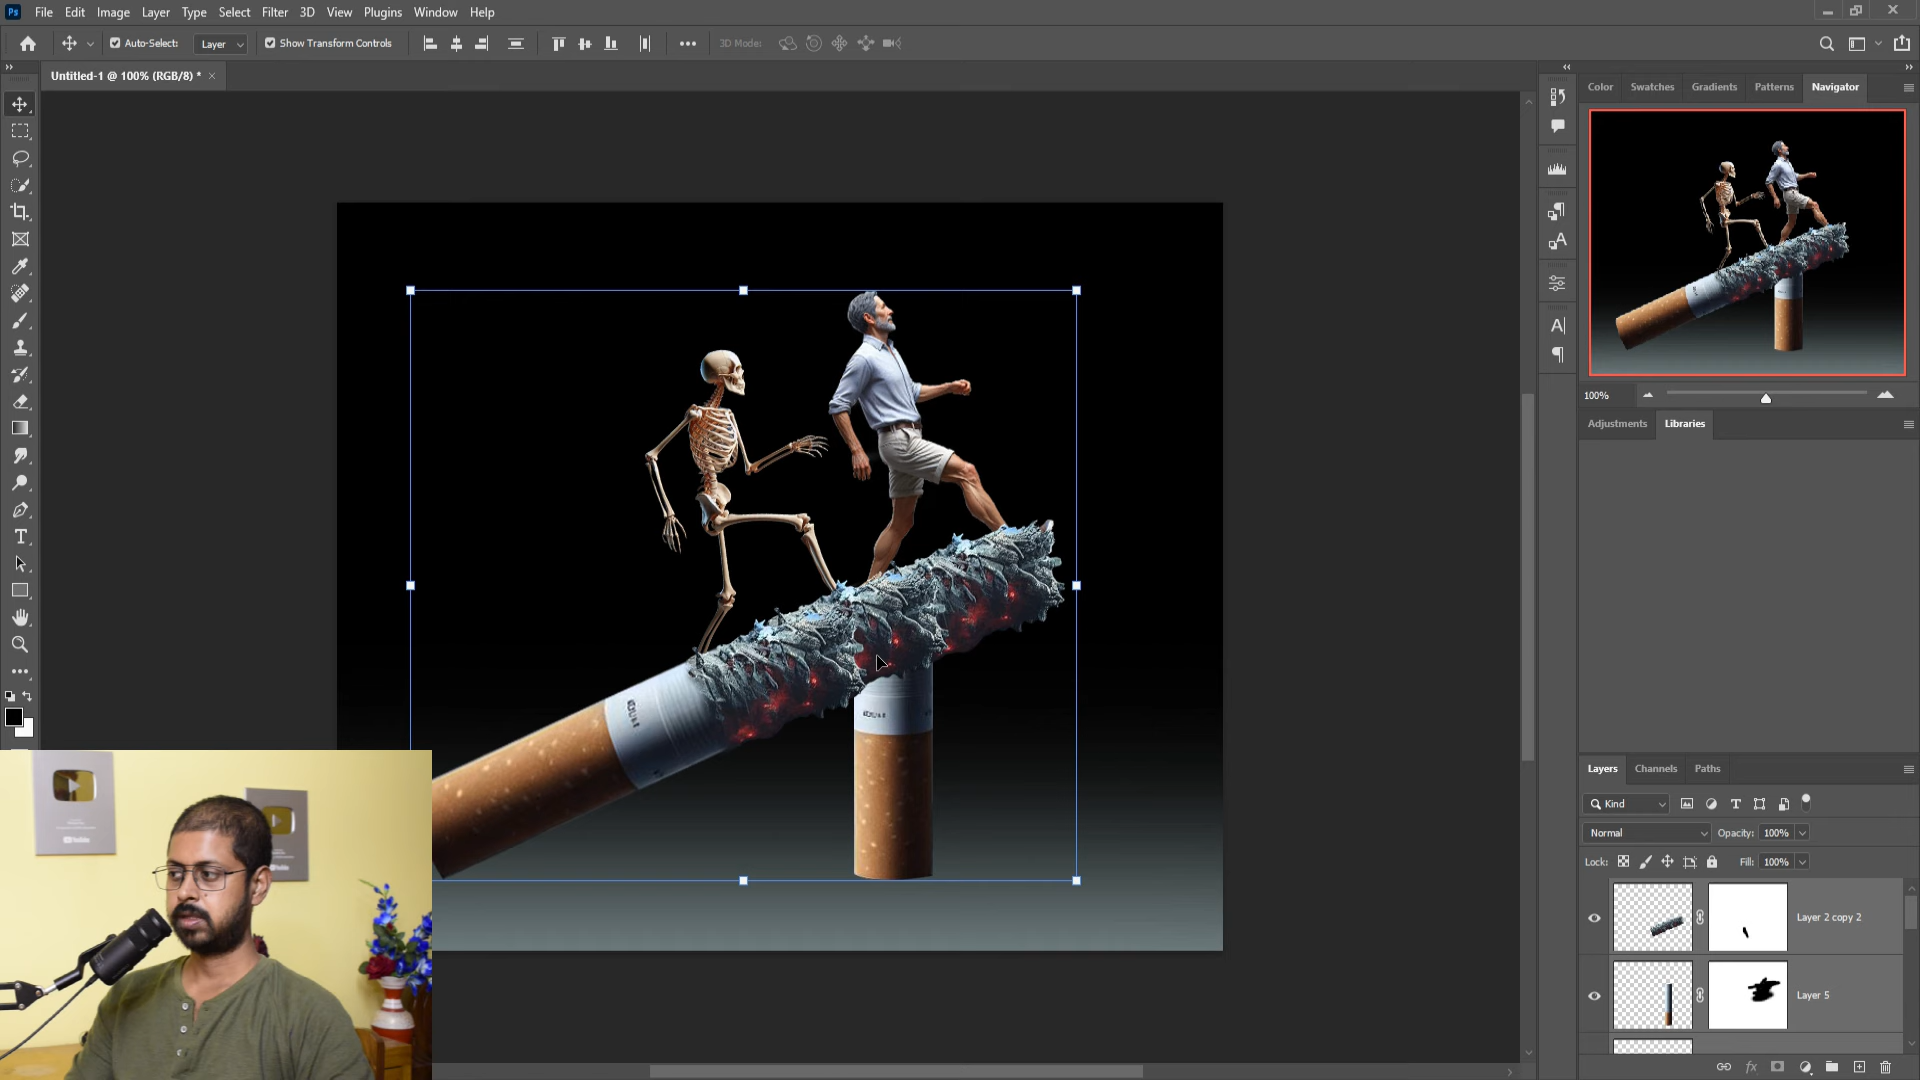 Ps File Edit Image Layer Type Select Filter 3D View Plugins Window Help
Auto-Select: Layer Show Transform Controls 3D Mode:
Untitled-1 @ 100% (RGB/8) *
Color Swatches Gradients Patterns Navigator
100%
Adjustments Libraries
Layers Channels Paths
Kind
Normal Opacity: 100%
Lock: Fill: 100%
Layer 2 copy 2
Layer 5